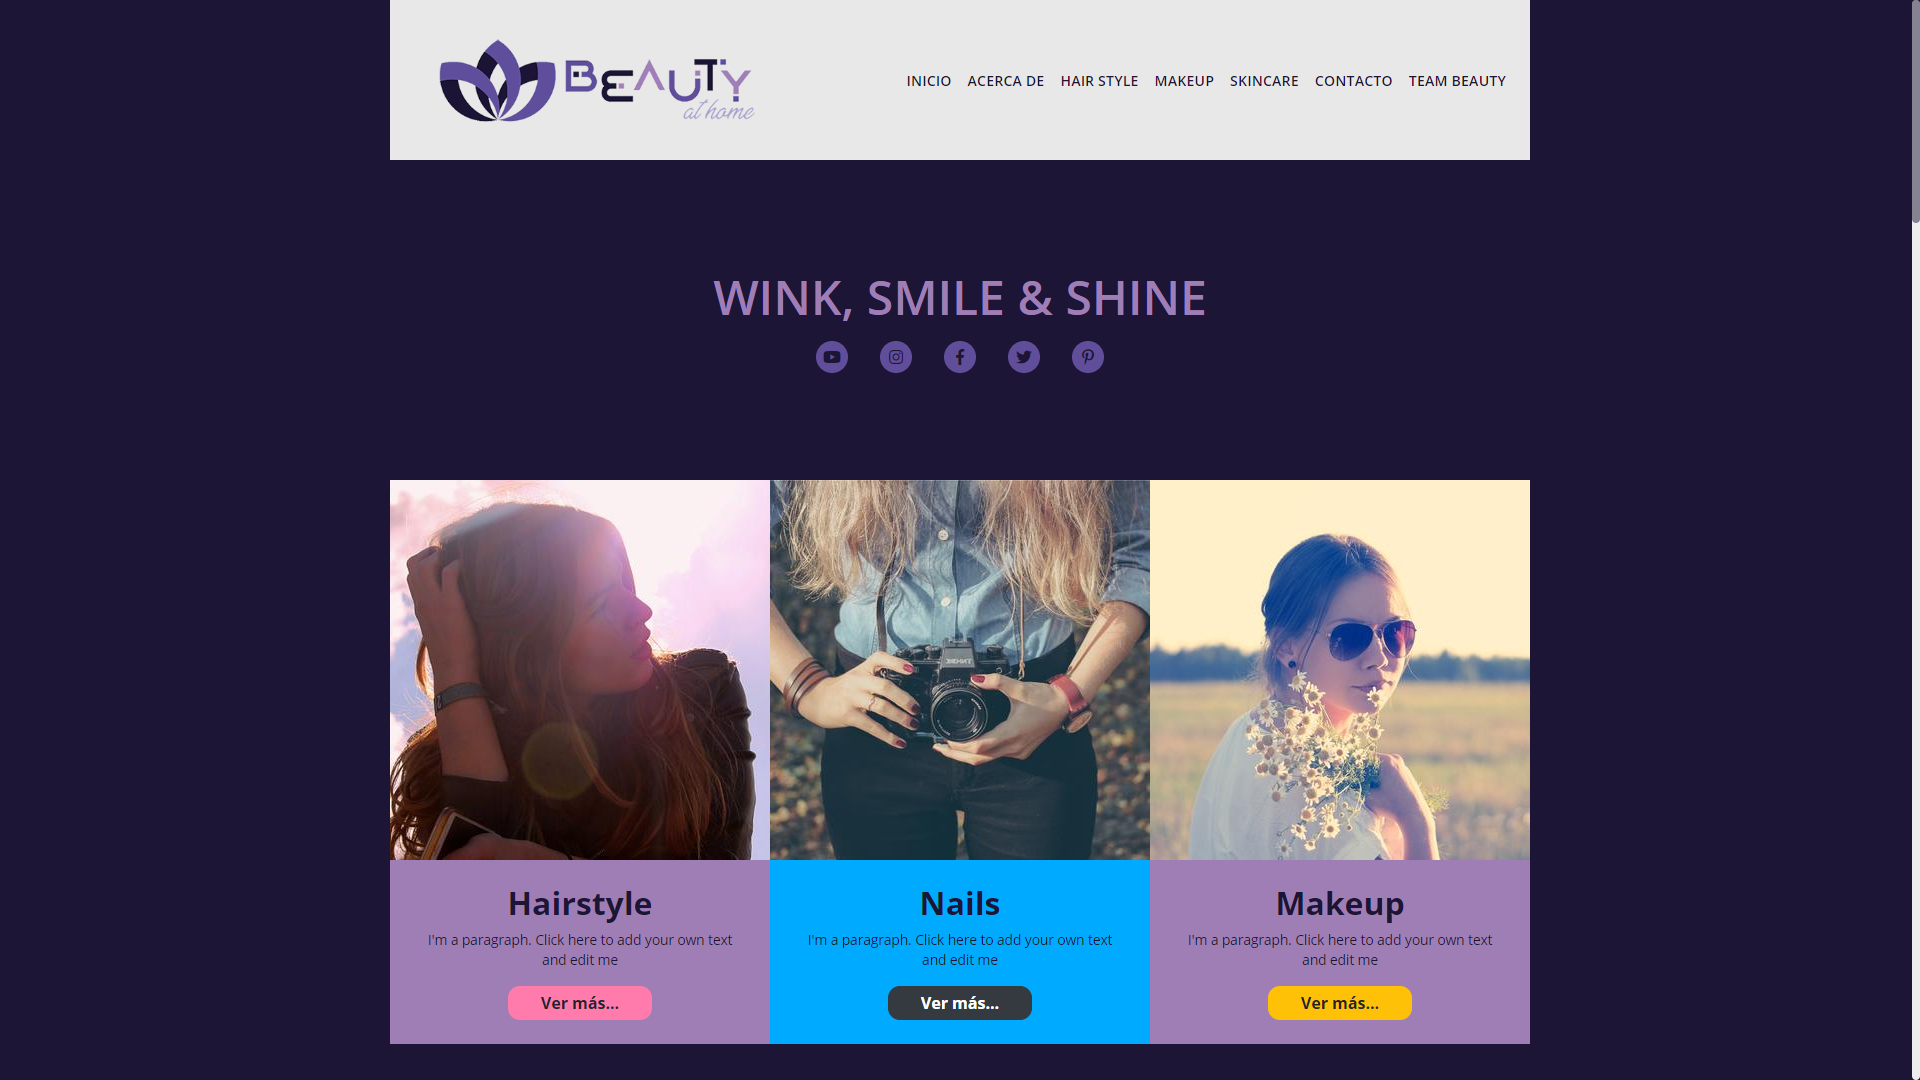 BEAUTY
at home
INICIO ACERCA DE HAIR STYLE MAKEUP SKINCARE CONTACTO TEAM BEAUTY
WINK, SMILE & SHINE
Hairstyle
I'm a paragraph. Click here to add your own text
and edit me
Ver más...
Nails
I'm a paragraph. Click here to add your own text
and edit me
Ver más...
Makeup
I'm a paragraph. Click here to add your own text
and edit me
Ver más...